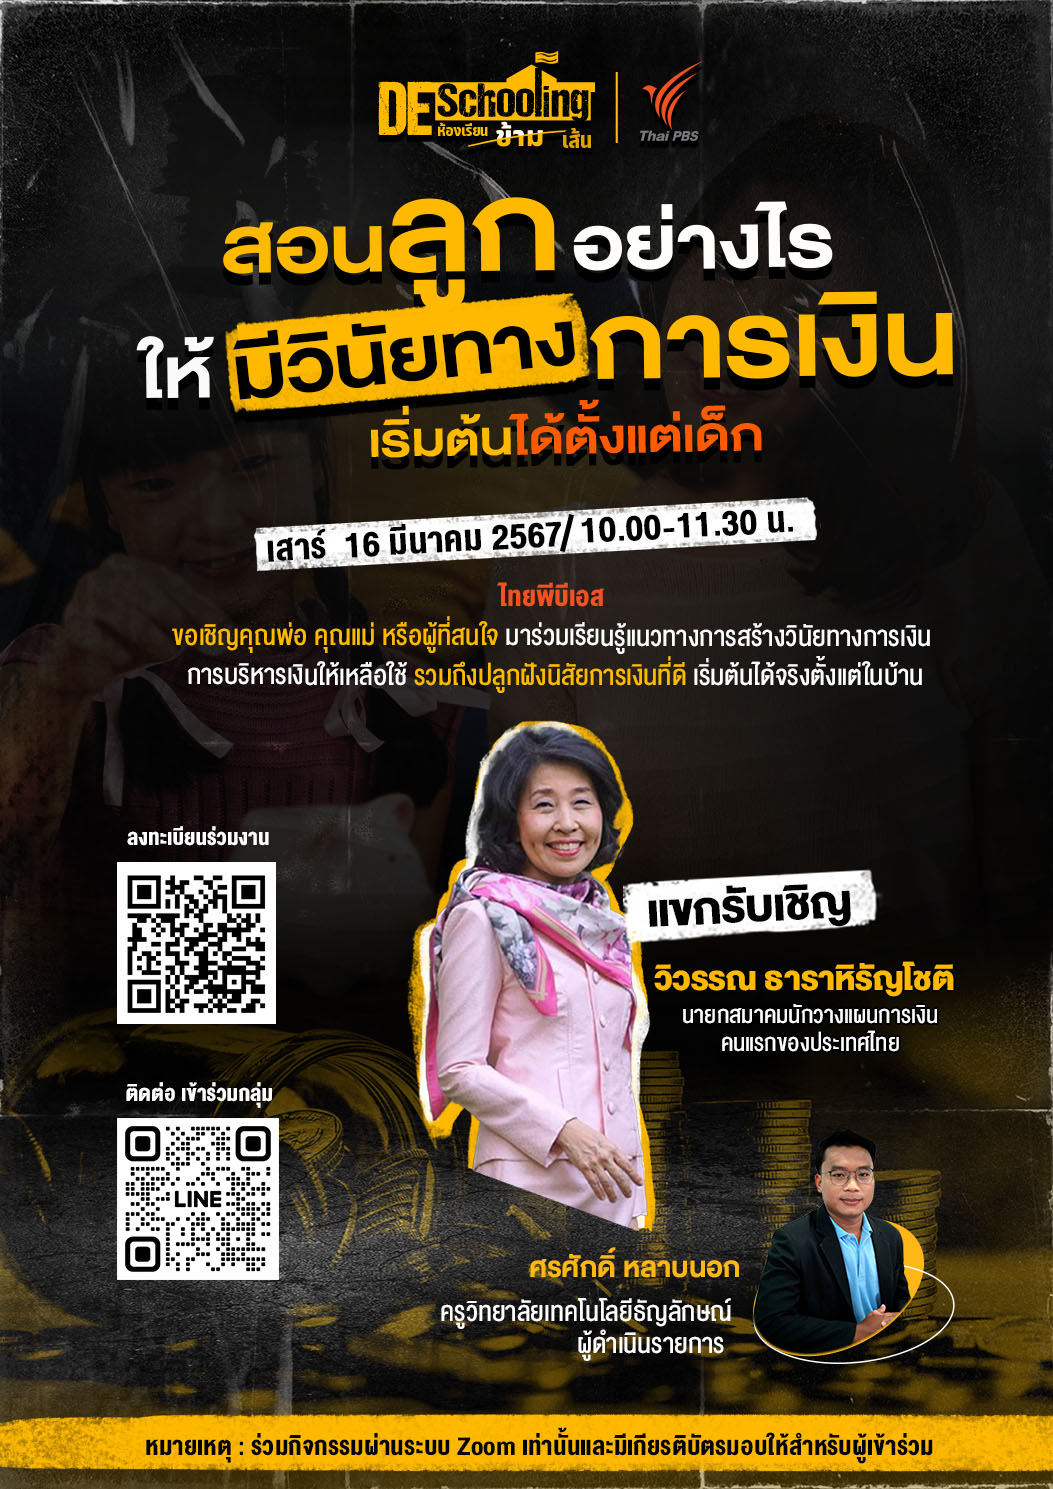 DESchooling
ห้องเรียน ข้าม เส้น
Thai PBS
สอนลูก อย่างไร
ให้ มีวินัยทาง การเงิน
เริ่มต้นได้ตั้งแต่เด็ก
เสาร์ 16 มีนาคม 2567/ 10.00-11.30 น.
ไทยพีบีเอส
ขอเชิญคุณพ่อ คุณแม่ หรือผู้ที่สนใจ มาร่วมเรียนรู้แนวทางการสร้างวินัยทางการเงิน
การบริหารเงินให้เหลือใช้ รวมถึงปลูกฝังนิสัยการเงินที่ดี เริ่มต้นได้จริงตั้งแต่ในบ้าน
ลงทะเบียนร่วมงาน
แขกรับเชิญ
วิวรรณ ธาราหิรัญโชติ
นายกสมาคมนักวางแผนการเงิน
คนแรกของประเทศไทย
ติดต่อ เข้าร่วมกลุ่ม
LINE
ศรศักดิ์ หลาบนอก
ครูวิทยาลัยเทคโนโลยีธัญลักษณ์
ผู้ดำเนินรายการ
หมายเหตุ : ร่วมกิจกรรมผ่านระบบ Zoom เท่านั้นและมีเกียรติบัตรมอบให้สำหรับผู้เข้าร่วม